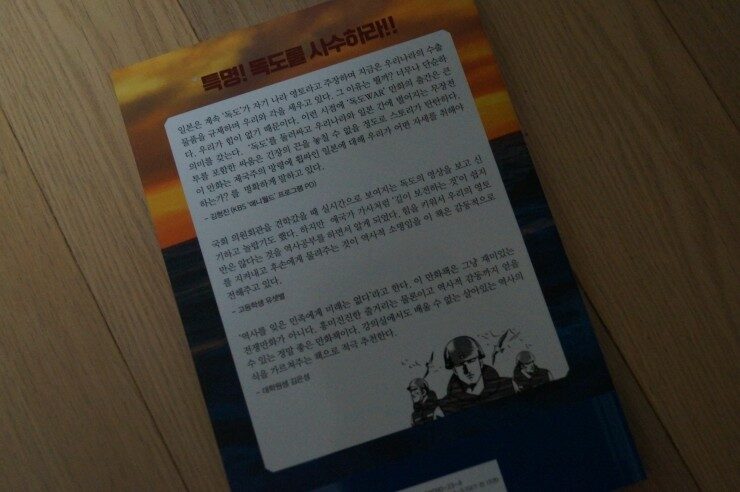 특명! 독도를 사수하라!!
일본은 계속 '독도'가 자기 나라 영토라고 주장하며 지금은 우리나라의 수출
물품을 규제하며 우리와 각을 세우고 있다. 그 이유는 뭘까? 너무나 단순하
다. 우리가 힘이 없기 때문이다. 이런 시점에 '독도WAR' 만화의 출간은 큰
의미를 갖는다. '독도'를 둘러싸고 우리나라와 일본 간에 벌어지는 무장전
투를 포함한 싸움은 긴장의 끈을 놓칠 수 없을 정도로 스토리가 탄탄하다.
이 만화는 제국주의 망령에 휩싸인 일본에 대해 우리가 어떤 자세를 취해야
하는가? 를 명확하게 말하고 있다.
- 김형진 (KBS '애니월드' 프로그램 PD)
국회 의원회관을 견학갔을 때 실시간으로 보여지는 독도의 영상을 보고 신
기하고 놀랍기도 했다. 하지만 애국가 가사처럼 '길이 보전하는 것'이 쉽지
만은 않다는 것을 역사공부를 하면서 알게 되었다. 힘을 키워서 우리의 영토
를 지켜내고 후손에게 물려주는 것이 역사적 소명임을 이 책은 감동적으로
전해주고 있다.
- 고등학생 유샛별
'역사를 잊은 민족에게 미래는 없다'라고 한다. 이 만화책은 그냥 재미있는
전쟁만화가 아니다. 흥미진진한 즐거리는 물론이고 역사적 감동까지 얻을
수 있는 정말 좋은 만화책이다. 강의실에서도 배울 수 없는 살아있는 역사의
식을 가르쳐주는 책으로 적극 추천한다.
- 대학원생 김은성